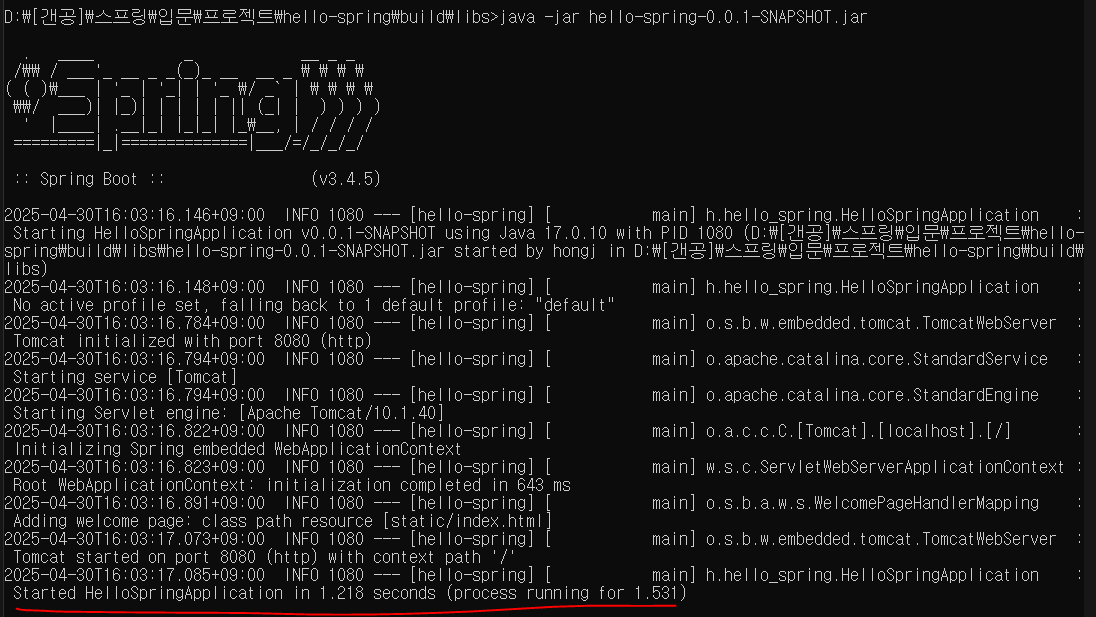 D:\[갠공]\스프링\입문\프로젝트\hello-spring\build\libs>java -jar hello-spring-0.0.1-SNAPSHOT.jar
  .   ____          _            __ _ _
 /₩₩ / ___'_ __ _ _(_)_ __  __ _ ₩ ₩ ₩ ₩
( ( )₩___ | '_ | '_| | '_ ₩/ _` | ₩ ₩ ₩ ₩
 ₩₩/  ___)| |_)| | | | | || (_| |  ) ) ) )
  '  |____| .__|_| |_|_| |_₩__, | / / / /
 =========|_|==============|___/=/_/_/_/
 :: Spring Boot ::                (v3.4.5)
2025-04-30T16:03:16.146+09:00  INFO 1080 --- [hello-spring] [           main] h.hello_spring.HelloSpringApplication    :
 Starting HelloSpringApplication v0.0.1-SNAPSHOT using Java 17.0.10 with PID 1080 (D:₩[갠공]₩스프링₩입문₩프로젝트₩hello-
spring₩build₩libs₩hello-spring-0.0.1-SNAPSHOT.jar started by hongj in D:₩[갠공]₩스프링₩입문₩프로젝트₩hello-spring₩build₩
libs)
2025-04-30T16:03:16.148+09:00  INFO 1080 --- [hello-spring] [           main] h.hello_spring.HelloSpringApplication    :
 No active profile set, falling back to 1 default profile: "default"
2025-04-30T16:03:16.784+09:00  INFO 1080 --- [hello-spring] [           main] o.s.b.w.embedded.tomcat.TomcatWebServer  :
 Tomcat initialized with port 8080 (http)
2025-04-30T16:03:16.794+09:00  INFO 1080 --- [hello-spring] [           main] o.apache.catalina.core.StandardService   :
 Starting service [Tomcat]
2025-04-30T16:03:16.794+09:00  INFO 1080 --- [hello-spring] [           main] o.apache.catalina.core.StandardEngine    :
 Starting Servlet engine: [Apache Tomcat/10.1.40]
2025-04-30T16:03:16.822+09:00  INFO 1080 --- [hello-spring] [           main] o.a.c.c.C.[Tomcat].[localhost].[/]       :
 Initializing Spring embedded WebApplicationContext
2025-04-30T16:03:16.823+09:00  INFO 1080 --- [hello-spring] [           main] w.s.c.ServletWebServerApplicationContext :
 Root WebApplicationContext: initialization completed in 643 ms
2025-04-30T16:03:16.891+09:00  INFO 1080 --- [hello-spring] [           main] o.s.b.a.w.s.WelcomePageHandlerMapping    :
 Adding welcome page: class path resource [static/index.html]
2025-04-30T16:03:17.073+09:00  INFO 1080 --- [hello-spring] [           main] o.s.b.w.embedded.tomcat.TomcatWebServer  :
 Tomcat started on port 8080 (http) with context path '/'
2025-04-30T16:03:17.085+09:00  INFO 1080 --- [hello-spring] [           main] h.hello_spring.HelloSpringApplication    :
 Started HelloSpringApplication in 1.218 seconds (process running for 1.531)